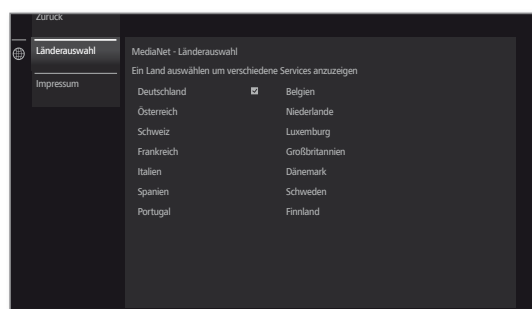 Zurück
Länderauswahl
Impressum
MediaNet - Länderauswahl
Ein Land auswählen um verschiedene Services anzuzeigen
Deutschland
Belgien
Österreich
Niederlande
Schweiz
Luxemburg
Frankreich
Großbritannien
Italien
Dänemark
Spanien
Schweden
Portugal
Finnland